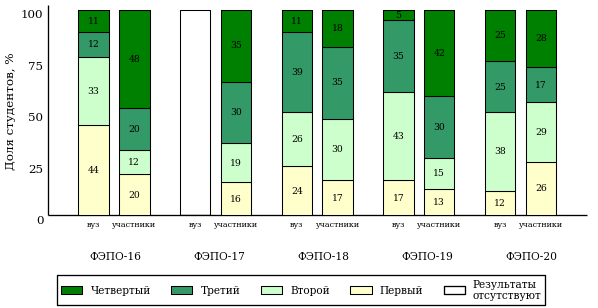 Доля студентов, %
100
75
50
25
0
11 12 33 44
48 20 12 20
35 30 19 16
11 39 26 24
18 35 30 17
5 35 43 17
42 30 15 13
25 25 38 12
28 17 29 26
вуз участники вуз участники вуз участники вуз участники вуз участники
ФЭПО-16 ФЭПО-17 ФЭПО-18 ФЭПО-19 ФЭПО-20
Четвертый Третий Второй Первый Результаты
отсутствуют